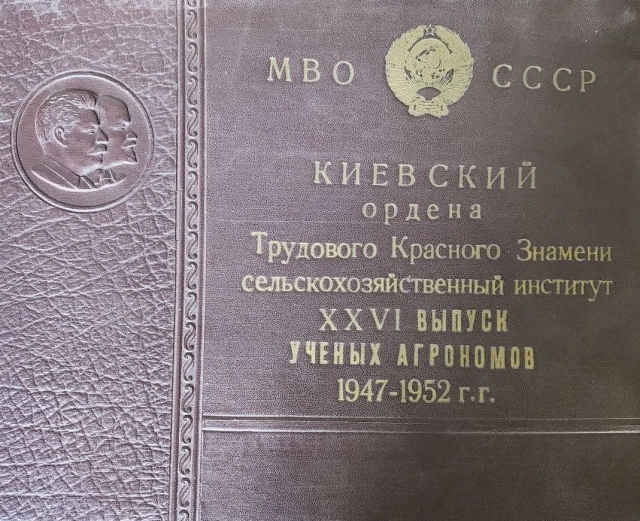 МВО СССР
КИЕВСКИЙ
ордена
Трудового Красного Знамени
сельскохозяйственный институт
XXVI ВЫПУСК
УЧЕНЫХ АГРОНОМОВ
1947-1952 г.г.